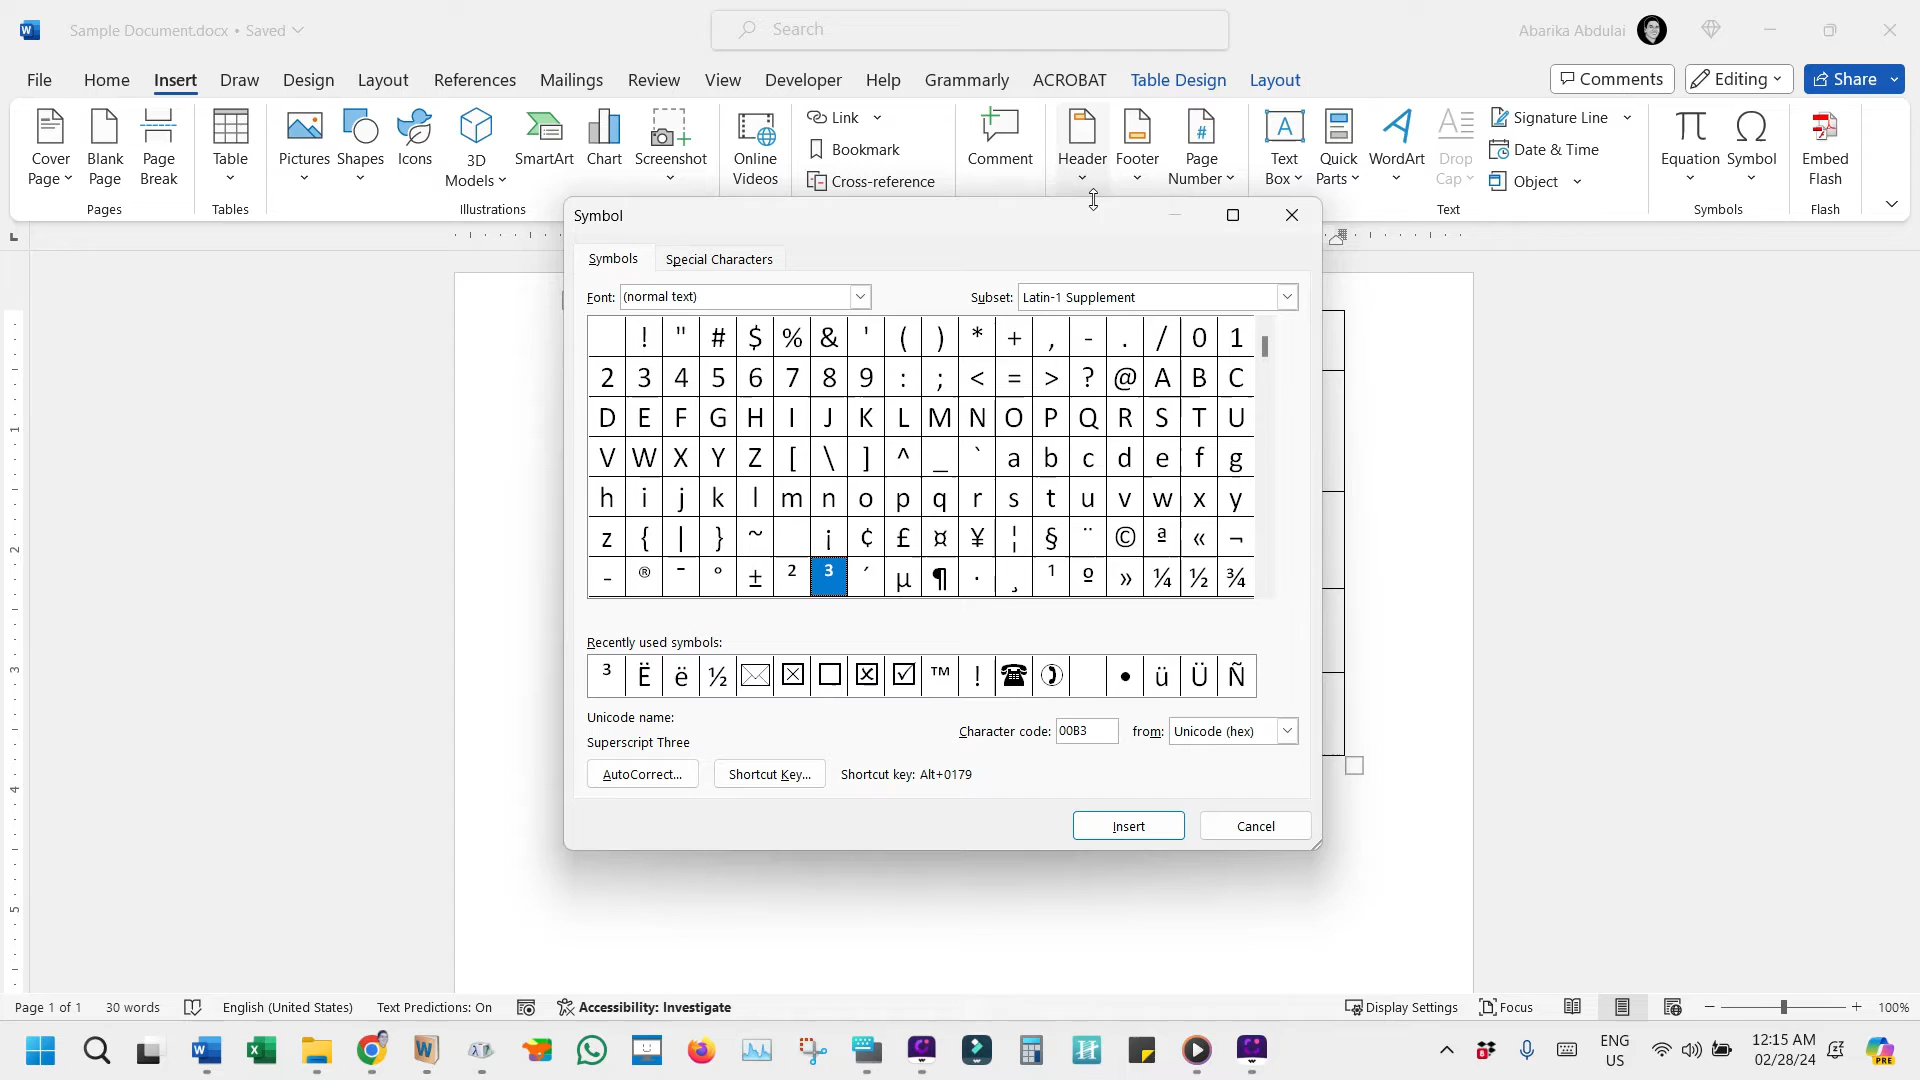 Sample Document.docx • Saved
Search
Abarika Abdulai
File Home Insert Draw Design Layout References Mailings Review View Developer Help Grammarly ACROBAT Table Design Layout
Comments Editing Share
Cover Page
Blank Page
Page Break
Pages
Table
Tables
Pictures
Shapes
Icons
3D Models
SmartArt
Chart
Screenshot
Illustrations
Online Videos
Link
Bookmark
Cross-reference
Comment
Header
Footer
Page Number
Text Box
Quick Parts
WordArt
Drop Cap
Signature Line
Date & Time
Object
Text
Equation
Symbol
Symbols
Embed Flash
Flash
Symbol
Symbols Special Characters
Font: (normal text) Subset: Latin-1 Supplement
! " # $ % & ' ( ) * + , - . / 0 1
2 3 4 5 6 7 8 9 : ; < = > ? @ A B C
D E F G H I J K L M N O P Q R S T U
V W X Y Z [ \ ] ^ _ ` a b c d e f g
h i j k l m n o p q r s t u v w x y
z { | } ~ ¡ ¢ £ ¤ ¥ ¦ § ¨ © ª « ¬
- ® ¯ ° ± ² ³ ´ µ ¶ · ¸ ¹ º » ¼ ½ ¾
Recently used symbols:
³ Ë ë ½ ✉ ☒ ☐ ☒ ☑ ™ ! ☎ ✆ • ü Ü Ñ
Unicode name:
Superscript Three
Character code: 00B3 from: Unicode (hex)
AutoCorrect... Shortcut Key... Shortcut key: Alt+0179
Insert Cancel
1
2
3
4
5
Page 1 of 1 30 words English (United States) Text Predictions: On Accessibility: Investigate
Display Settings Focus 100%
ENG
US
12:15 AM
02/28/24
PRE